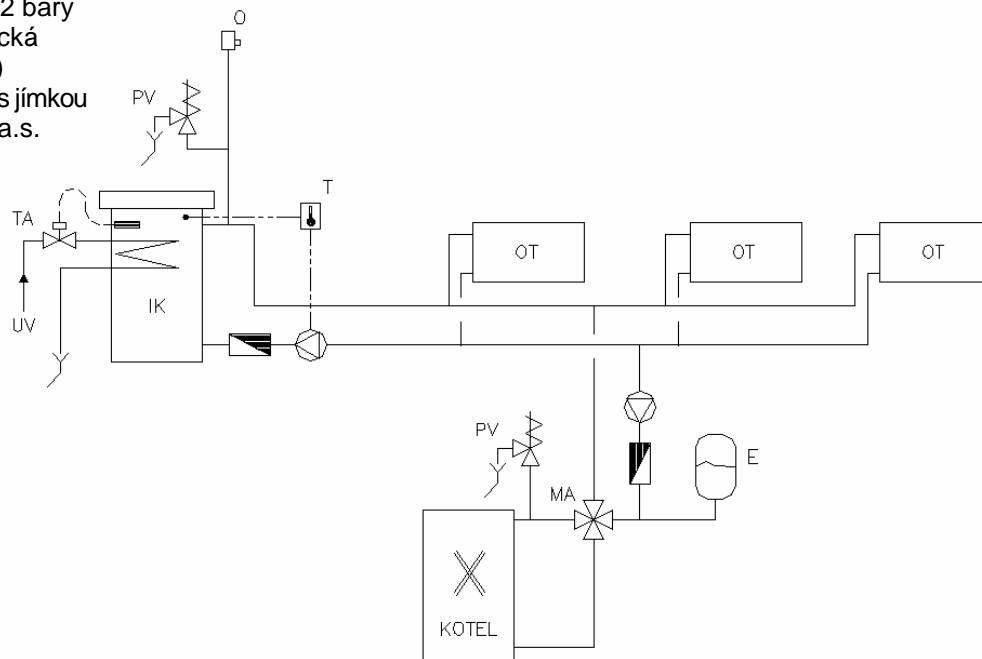 2 bary
cká
)
s jímkou
a.s.
O
PV
T
TA
OT
OT
OT
IK
UV
PV
E
MA
KOTEL